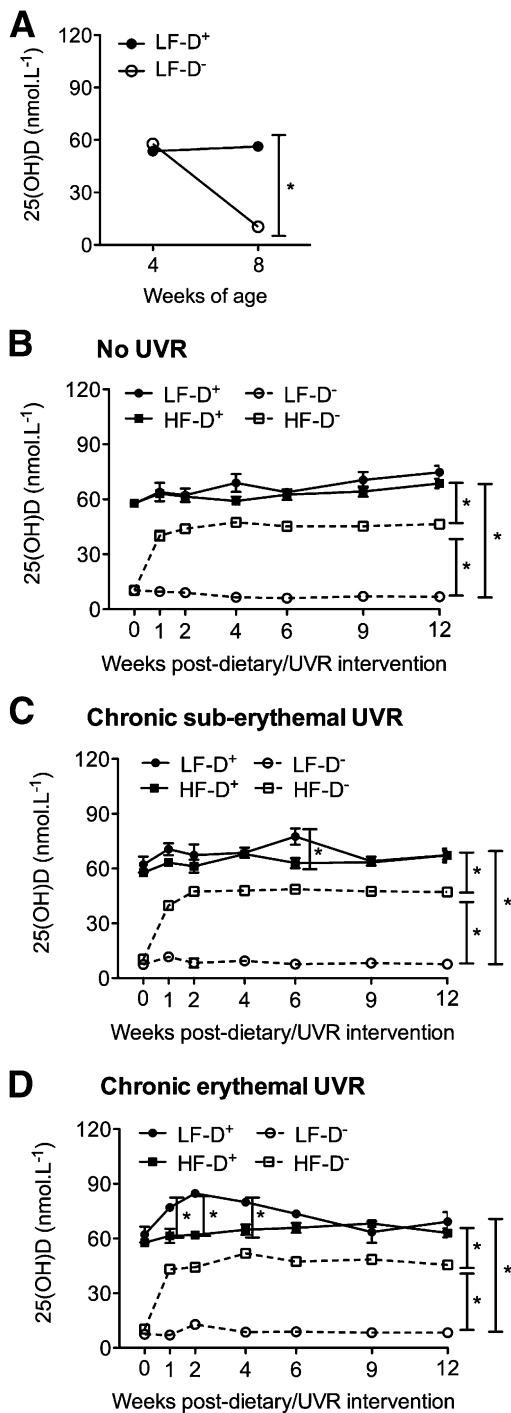 A
120
90
60
30
0
25(OH)D (nmol.L⁻¹)
LF-D⁺
LF-D⁻
*
4 8
Weeks of age
B No UVR
120
90
60
30
0
25(OH)D (nmol.L⁻¹)
LF-D⁺ LF-D⁻
HF-D⁺ HF-D⁻
* * *
0 1 2 4 6 9 12
Weeks post-dietary/UVR intervention
C Chronic sub-erythemal UVR
120
90
60
30
0
25(OH)D (nmol.L⁻¹)
LF-D⁺ LF-D⁻
HF-D⁺ HF-D⁻
* * * *
0 1 2 4 6 9 12
Weeks post-dietary/UVR intervention
D Chronic erythemal UVR
120
90
60
30
0
25(OH)D (nmol.L⁻¹)
LF-D⁺ LF-D⁻
HF-D⁺ HF-D⁻
* * * * * *
0 1 2 4 6 9 12
Weeks post-dietary/UVR intervention